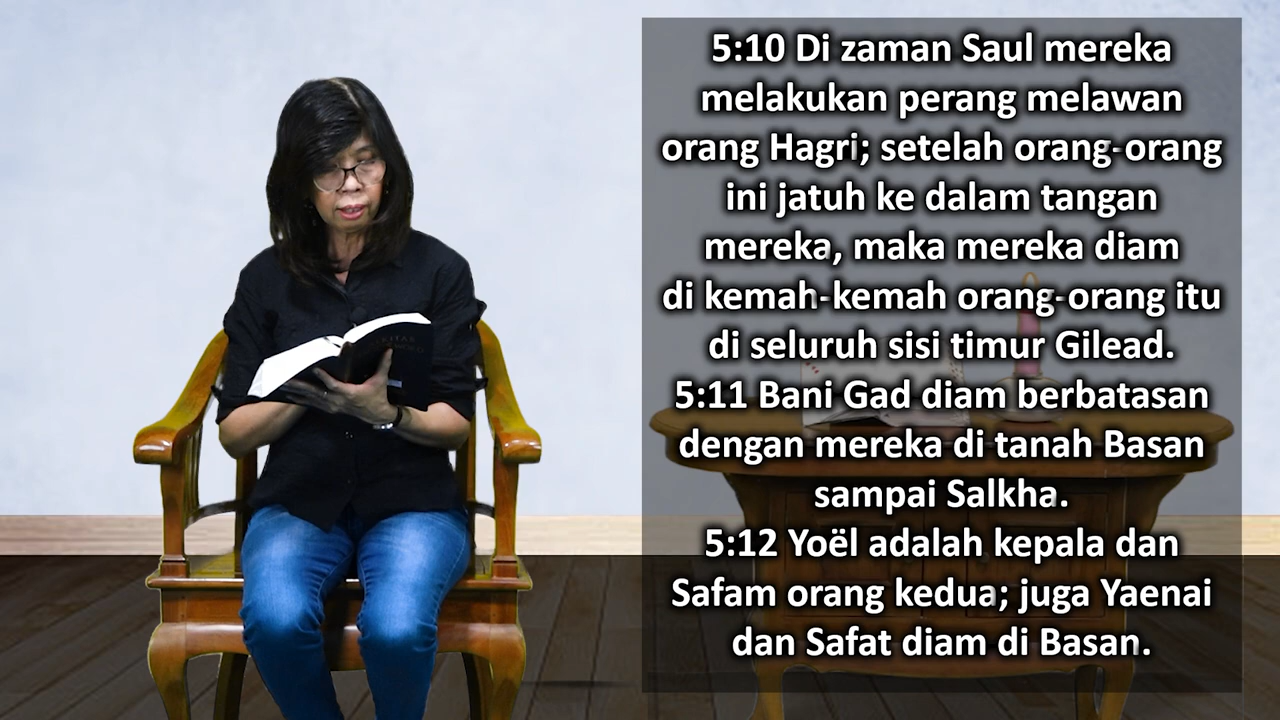 5:10 Di zaman Saul mereka
melakukan perang melawan
orang Hagri; setelah orang-orang
ini jatuh ke dalam tangan
mereka, maka mereka diam
di kemah-kemah orang-orang itu
di seluruh sisi timur Gilead.
5:11 Bani Gad diam berbatasan
dengan mereka di tanah Basan
sampai Salkha.
5:12 Yoël adalah kepala dan
Safam orang kedua; juga Yaenai
dan Safat diam di Basan.